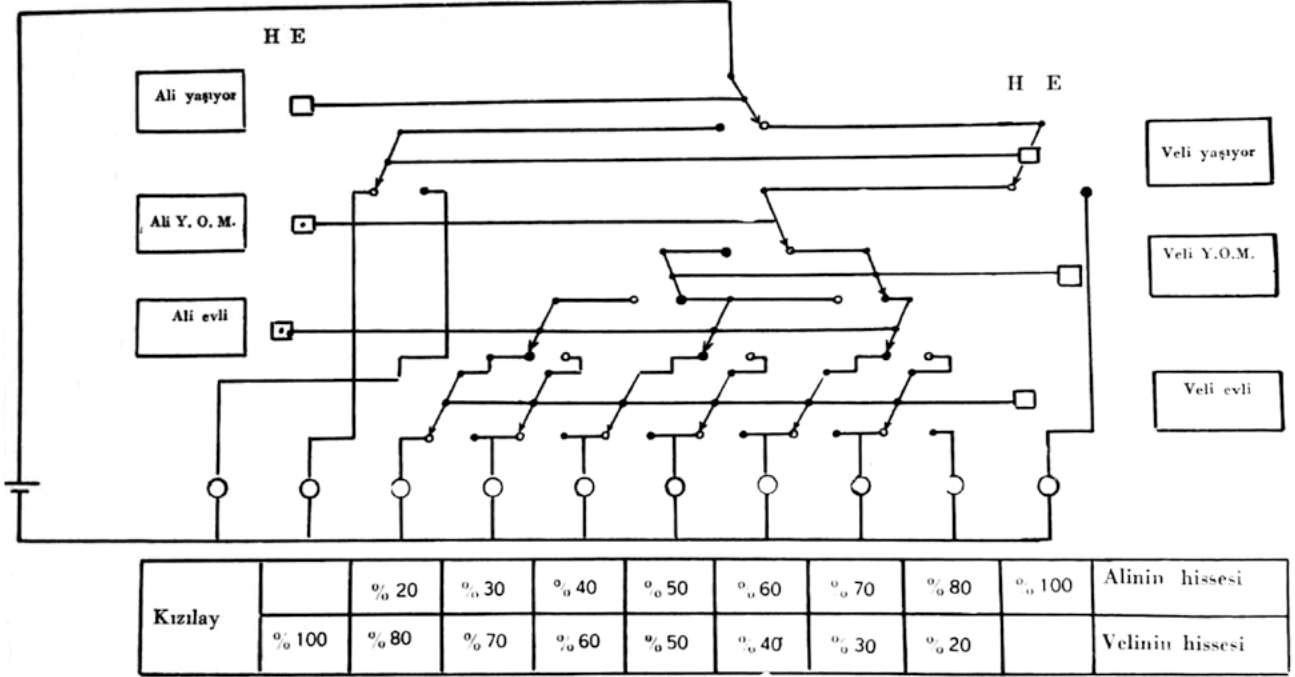 H E
H E
Ali yaşıyor
Veli yaşıyor
Ali Y. O. M.
Veli Y.O.M.
Ali evli
Veli evli
Kızılay
% 20 % 30 % 40 % 50 % 60 % 70 % 80 % 100 Alinin hissesi
% 100 % 80 % 70 % 60 % 50 % 40 % 30 % 20 Velinin hissesi